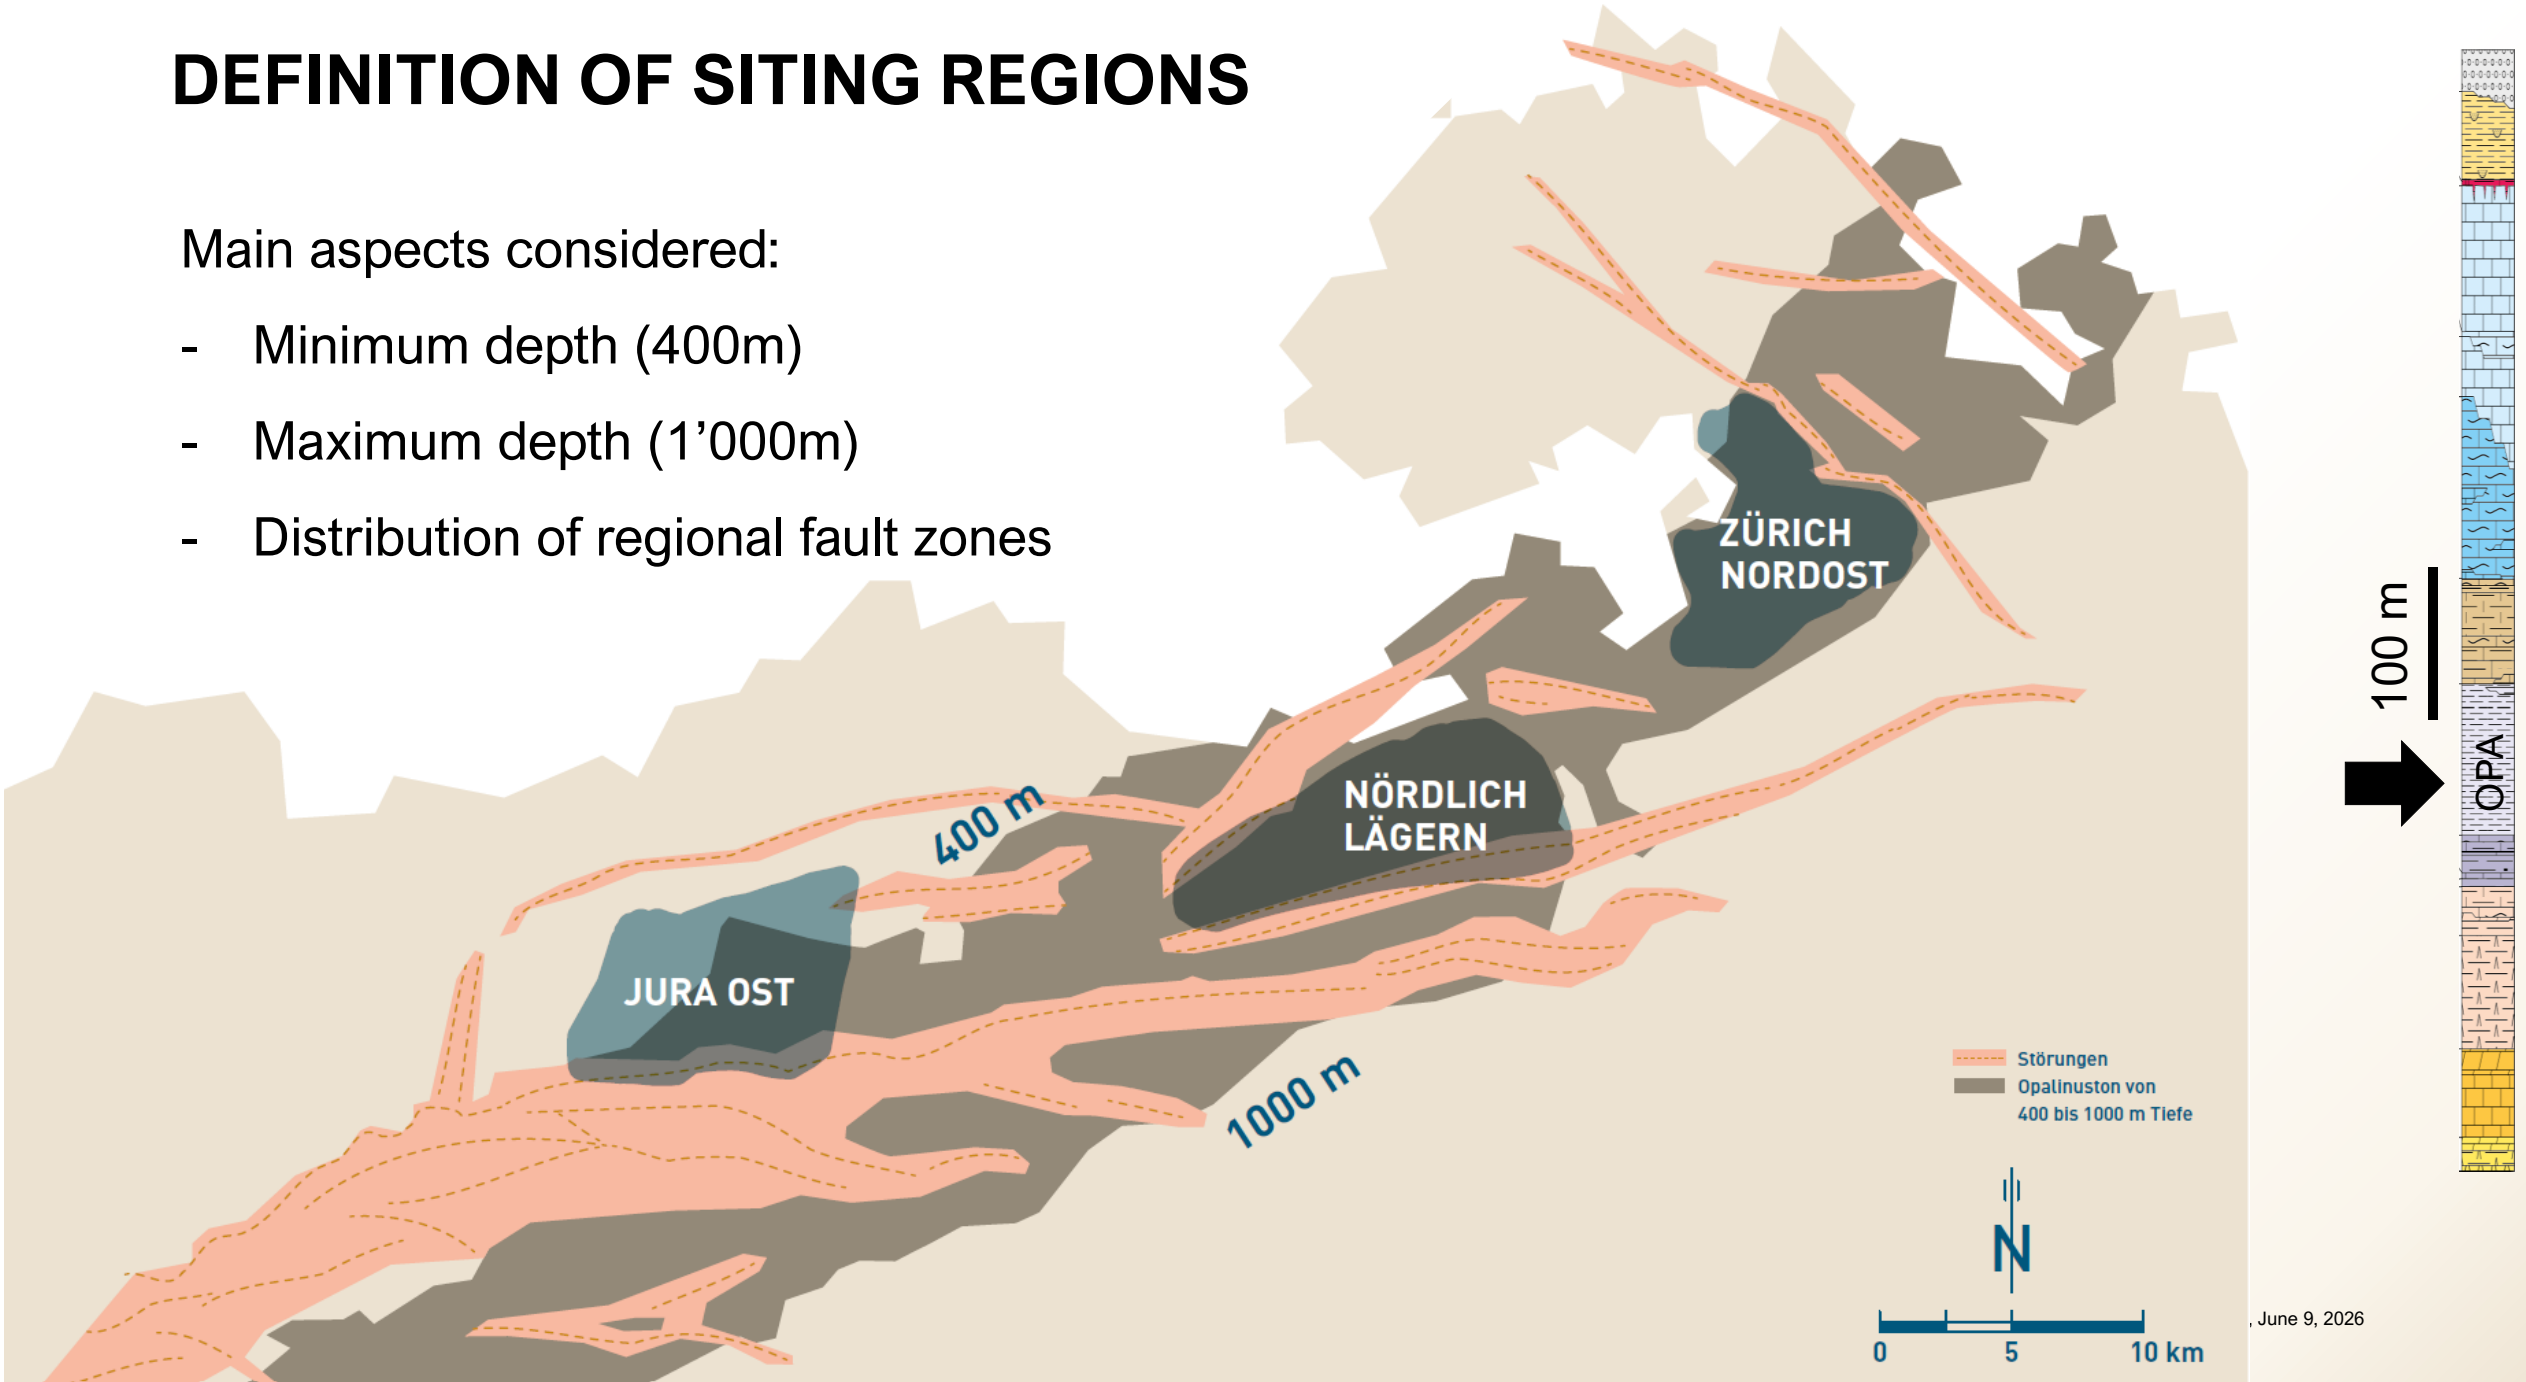 DEFINITION OF SITING REGIONS
Main aspects considered:
- Minimum depth (400m)
- Maximum depth (1’000m)
- Distribution of regional fault zones
ZÜRICH
NORDOST
NÖRDLICH
LÄGERN
JURA OST
400 m
1000 m
100 m
OPA
Störungen
Opalinuston von
400 bis 1000 m Tiefe
N
0 5 10 km
, June 9, 2026